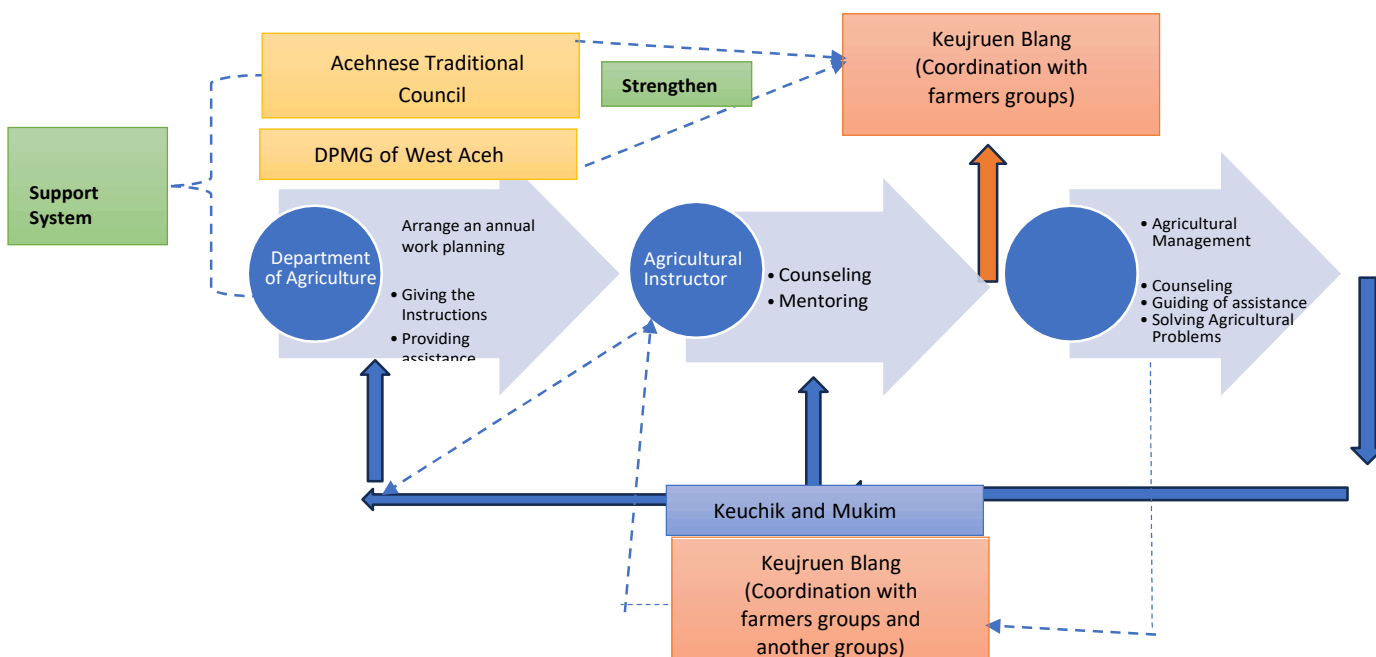 Acehnese Traditional
Council
DPMG of West Aceh
Strengthen
Keujruen Blang
(Coordination with
farmers groups)
Support
System
Department
of Agriculture
Arrange an annual
work planning
• Giving the
Instructions
• Providing
assistance
Agricultural
Instructor
• Counseling
• Mentoring
• Agricultural
Management
• Counseling
• Guiding of assistance
• Solving Agricultural
Problems
Keuchik and Mukim
Keujruen Blang
(Coordination with
farmers groups and
another groups)